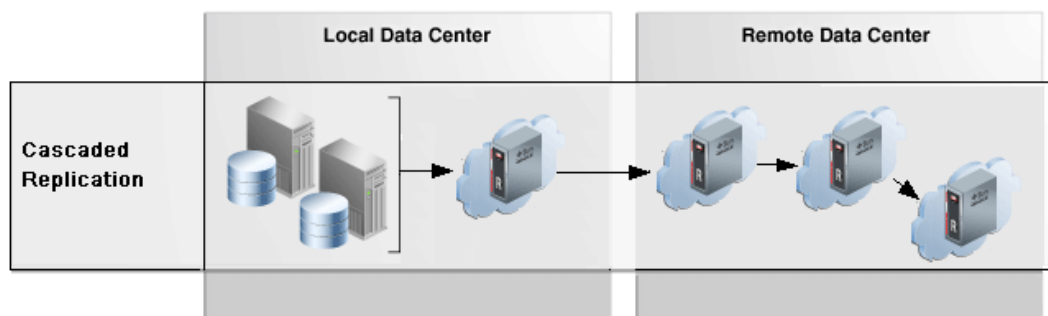 Local Data Center
Remote Data Center
Cascaded
Replication